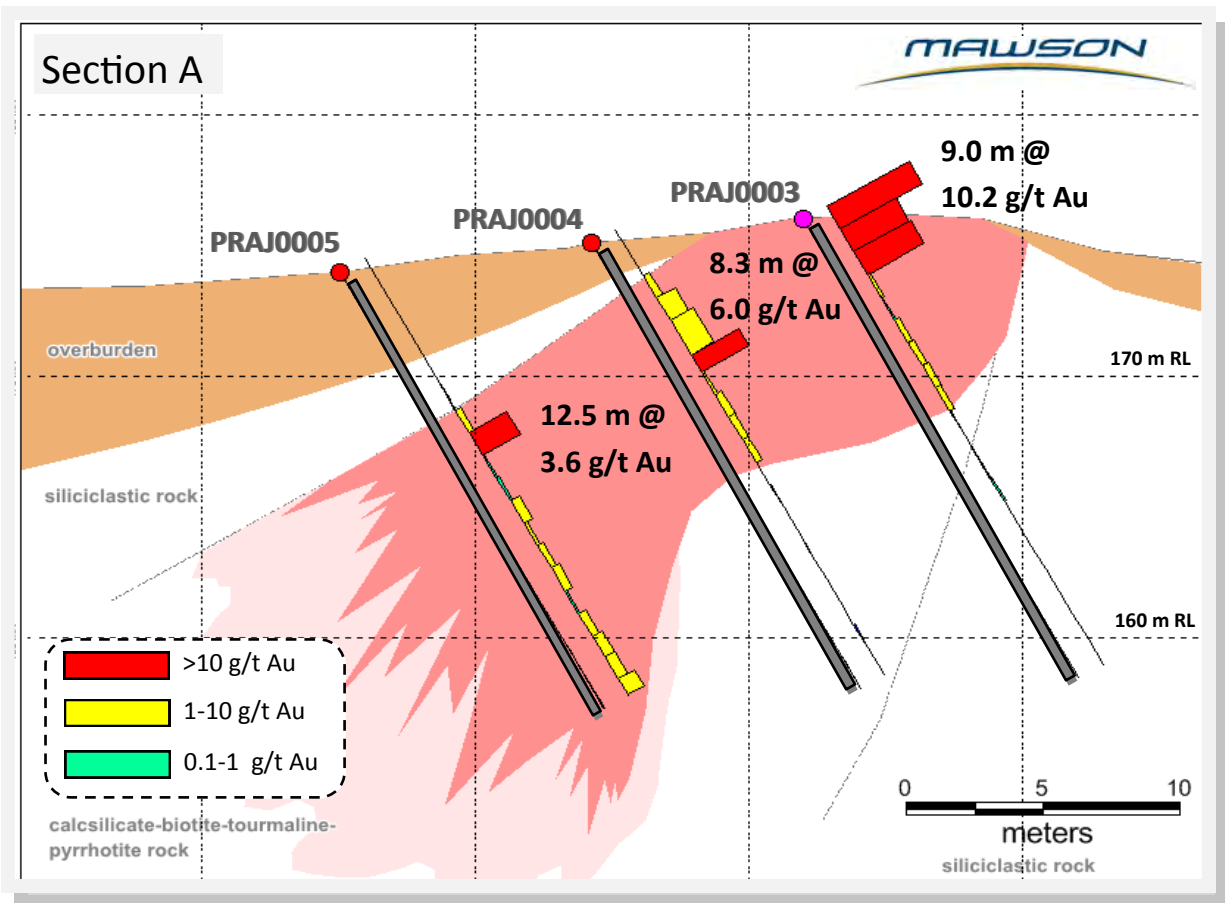 Section A
MAWSON
9.0 m @
10.2 g/t Au
PRAJ0003
PRAJ0004
PRAJ0005
8.3 m @
6.0 g/t Au
overburden
170 m RL
12.5 m @
3.6 g/t Au
siliciclastic rock
160 m RL
>10 g/t Au
1-10 g/t Au
0.1-1 g/t Au
0 5 10
meters
calcsilicate-biotite-tourmaline-
pyrrhotite rock
siliciclastic rock